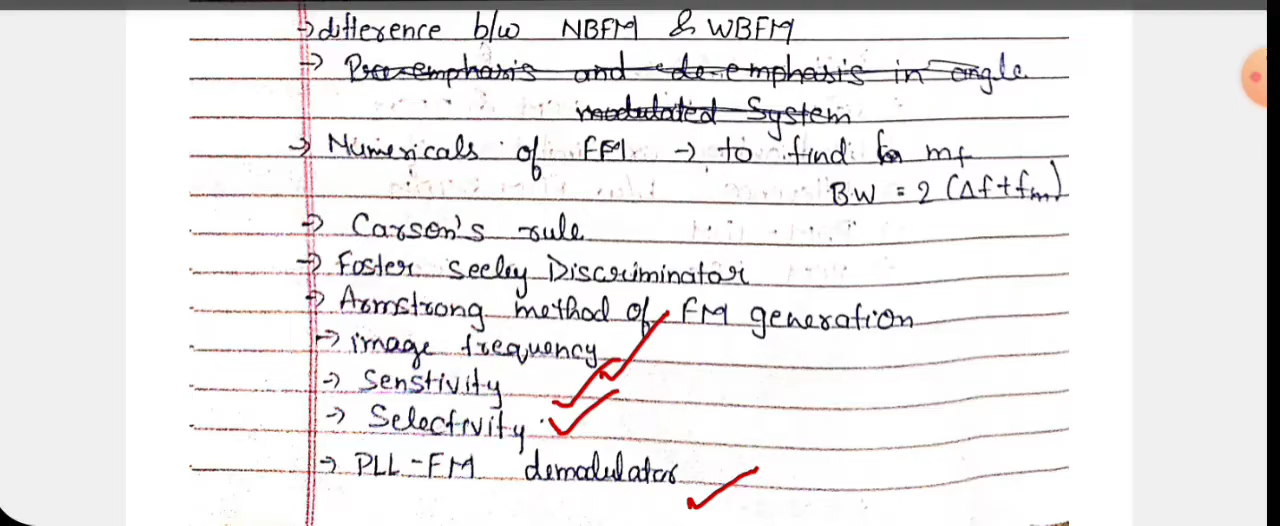 → difference b/w NBFM & WBFM
→ Pre-emphasis and de-emphasis in angle
modulated System
→ Numericals of FM → to find mf
BW = 2 (Δf + fm)
→ Carson's rule
→ Foster Seeley Discriminator
→ Armstrong method of FM generation
→ image frequency
→ Senstivity
→ Selectivity
→ PLL - FM demodulator